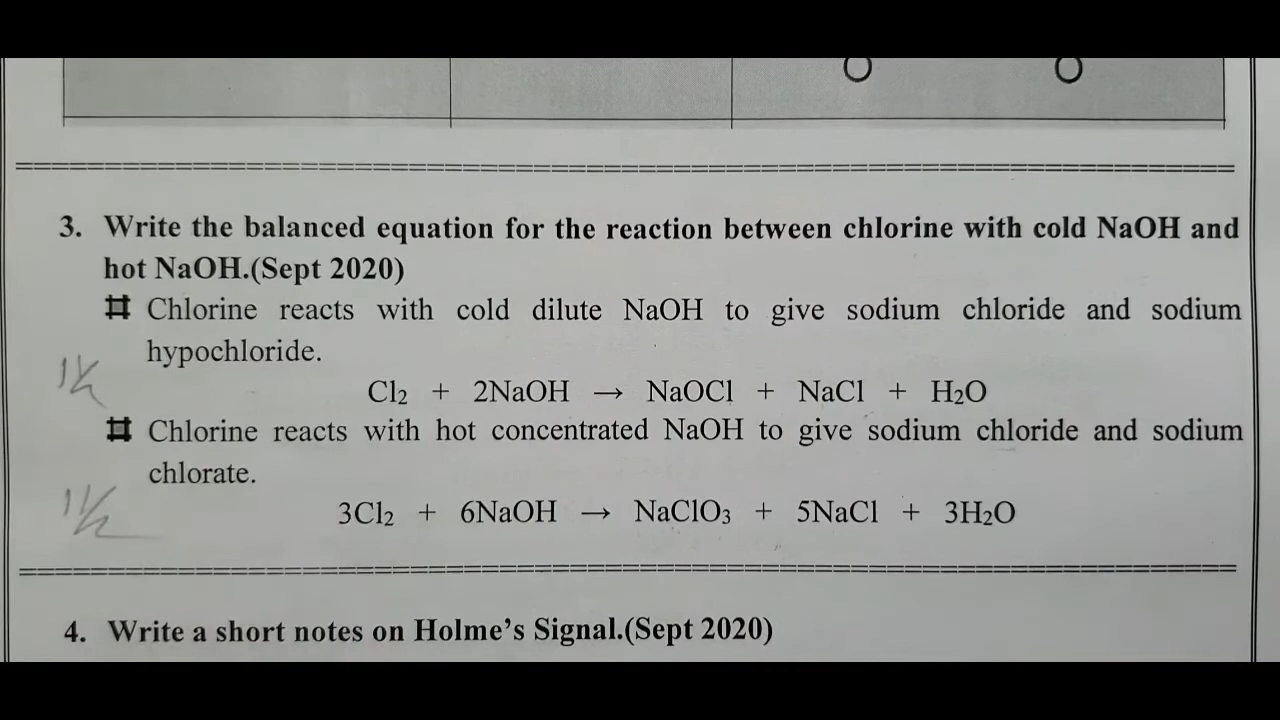 3. Write the balanced equation for the reaction between chlorine with cold NaOH and
hot NaOH.(Sept 2020)
Chlorine reacts with cold dilute NaOH to give sodium chloride and sodium
hypochloride.
1½
Cl₂ + 2NaOH → NaOCl + NaCl + H₂O
Chlorine reacts with hot concentrated NaOH to give sodium chloride and sodium
chlorate.
1½
3Cl₂ + 6NaOH → NaClO₃ + 5NaCl + 3H₂O
4. Write a short notes on Holme’s Signal.(Sept 2020)